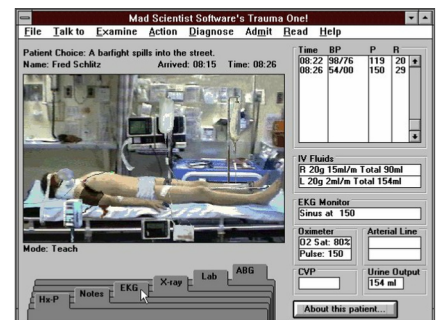 Mad Scientist Software's Trauma One!
File Talk to Examine Action Diagnose Admit Read Help
Patient Choice: A barfight spills into the street.
Name: Fred Schlitz Arrived: 08:15 Time: 08:26
Time BP P R
08:22 98/76 119 20
08:26 54/00 150 29
IV Fluids
R 20g 15ml/m Total 90ml
L 20g 2ml/m Total 154ml
EKG Monitor
Sinus at 150
Oximeter Arterial Line
O2 Sat: 80%
Pulse: 150
CVP Urine Output
154 ml
Mode: Teach
Hx-P Notes EKG X-ray Lab ABG
About this patient...